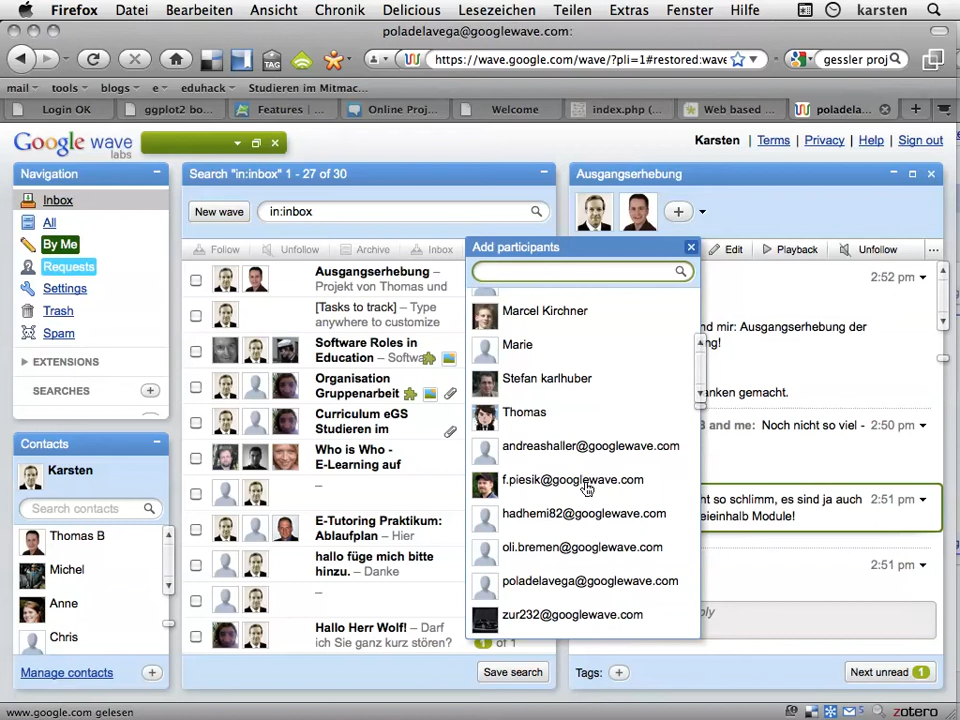 Firefox Datei Bearbeiten Ansicht Chronik Delicious Lesezeichen Teilen Extras Fenster Hilfe karsten
poladelavega@googlewave.com:
https://wave.google.com/wave/?pli=1#restored:wave
gessler proj
mail tools blogs e eduhack Studieren im Mitmac...
Login OK ggplot2 bo... Features | ... Online Proj... Welcome index.php (... Web based ... poladela...
Google wave
labs
Karsten Terms Privacy Help Sign out
Navigation
Inbox
All
By Me
Requests
Settings
Trash
Spam
EXTENSIONS
SEARCHES
Contacts
Karsten
Search contacts
Thomas B
Michel
Anne
Chris
Manage contacts
Search "in:inbox" 1 - 27 of 30
New wave in:inbox
Follow Unfollow Archive Inbox
Ausgangserhebung –
Projekt von Thomas und
[Tasks to track] – Type
anywhere to customize
Software Roles in
Education – Softwa
Organisation
Gruppenarbeit
Curriculum eGS
Studieren im
Who is Who -
E-Learning auf
–
E-Tutoring Praktikum:
Ablaufplan – Hier
hallo füge mich bitte
hinzu. – Danke
–
Hallo Herr Wolf! – Darf
ich Sie ganz kurz stören?
1 of 1
Save search
Add participants
Marcel Kirchner
Marie
Stefan karlhuber
Thomas
andreashaller@googlewave.com
f.piesik@googlewave.com
hadhemi82@googlewave.com
oli.bremen@googlewave.com
poladelavega@googlewave.com
zur232@googlewave.com
Ausgangserhebung
Edit Playback Unfollow ...
2:52 pm
nd mir: Ausgangserhebung der
g!
anken gemacht.
B and me: Noch nicht so viel - 2:50 pm
ht so schlimm, es sind ja auch 2:51 pm
eieinhalb Module!
2:51 pm
ply
Tags: Next unread 1
www.google.com gelesen
5 zotero